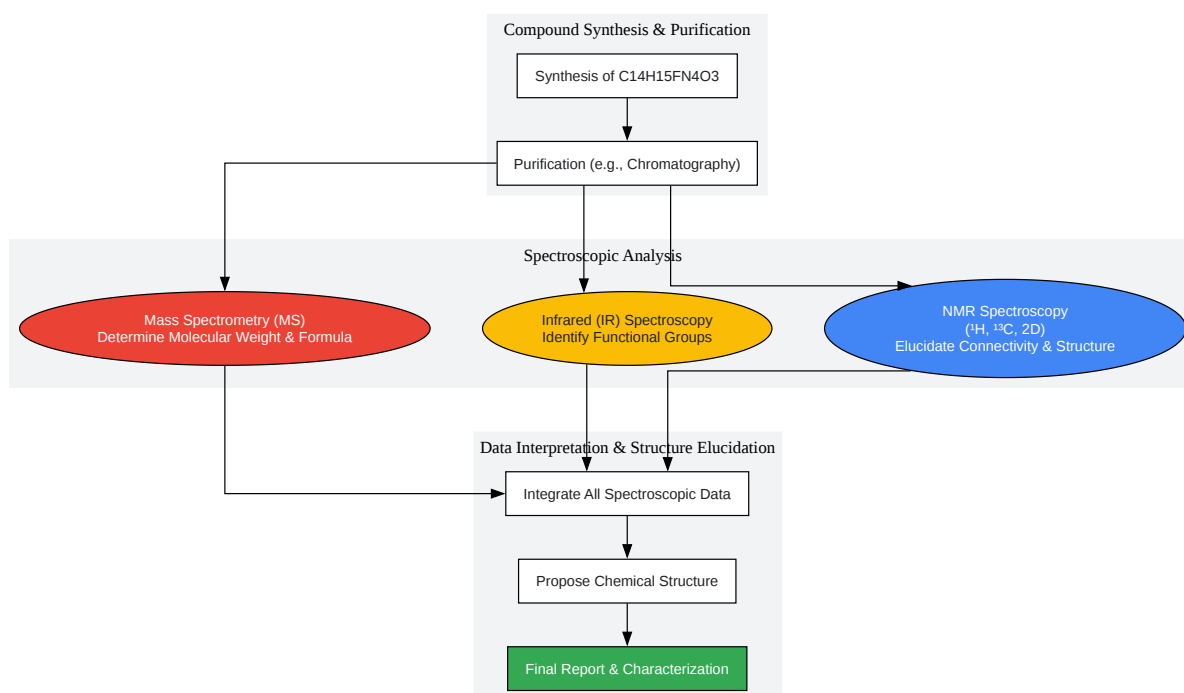 Compound Synthesis & Purification
Synthesis of C14H15FN4O3
Purification (e.g., Chromatography)
Spectroscopic Analysis
Mass Spectrometry (MS)
Determine Molecular Weight & Formula
Infrared (IR) Spectroscopy
Identify Functional Groups
NMR Spectroscopy
(¹H, ¹³C, 2D)
Elucidate Connectivity & Structure
Data Interpretation & Structure Elucidation
Integrate All Spectroscopic Data
Propose Chemical Structure
Final Report & Characterization